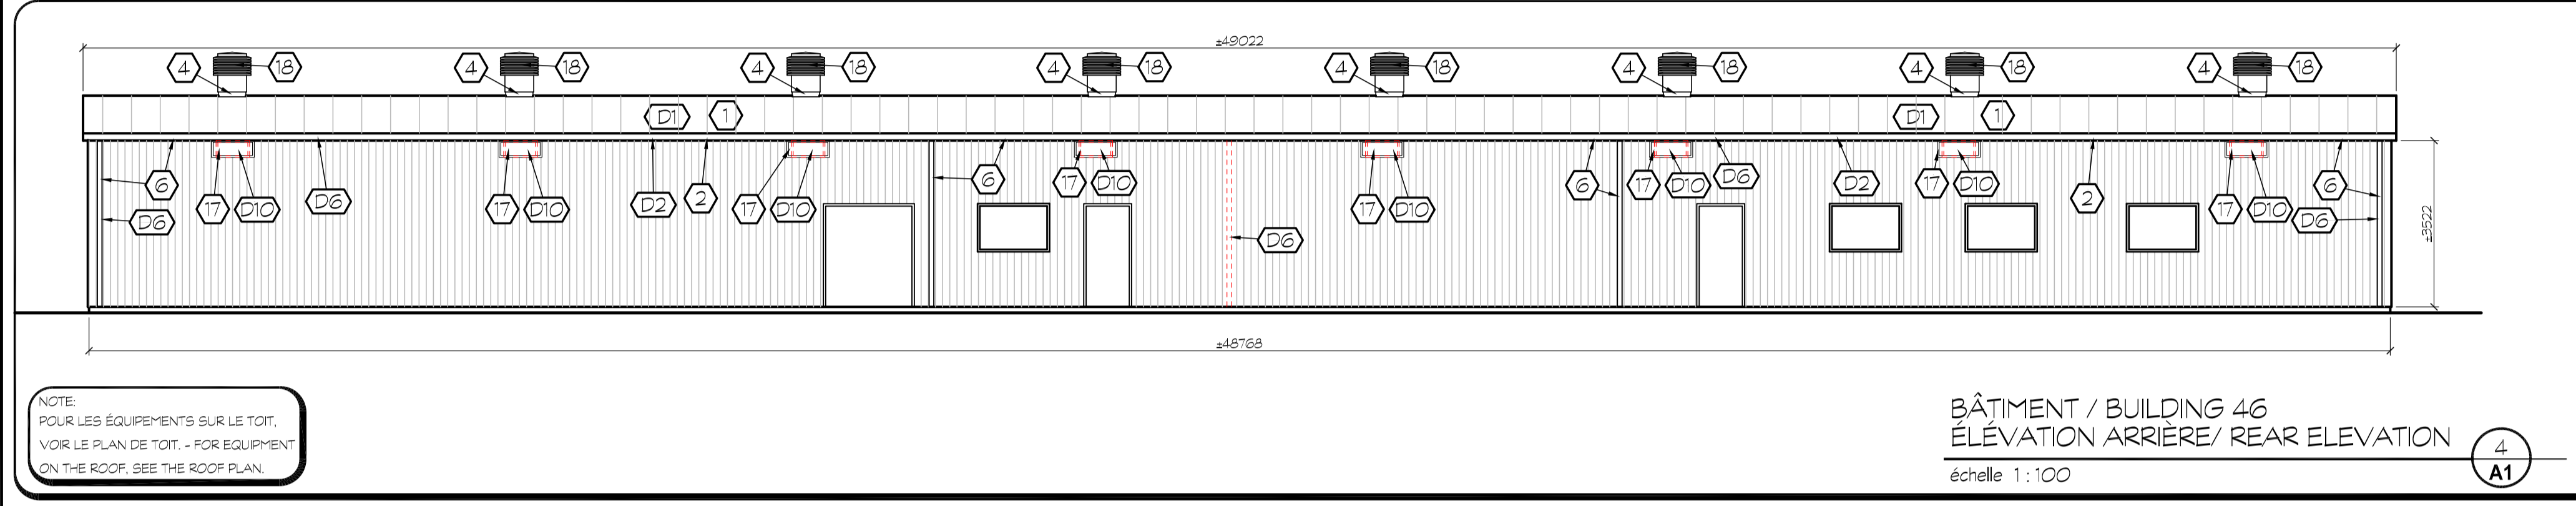 ±49022
4 18 4 18 4 18 4 18 4 18 4 18 4 18 4 18
D1 1 D1 1
6 17 D10 D6 17 D10 D2 2 17 D10 6 17 D10 17 D10 6 17 D10 D6 D2 17 D10 2 17 D10 6
D6 D6 D6
±3522
±48768
NOTE:
POUR LES ÉQUIPEMENTS SUR LE TOIT,
VOIR LE PLAN DE TOIT. - FOR EQUIPMENT
ON THE ROOF, SEE THE ROOF PLAN.
BÂTIMENT / BUILDING 46
ÉLÉVATION ARRIÈRE/ REAR ELEVATION
échelle 1 : 100
4
A1